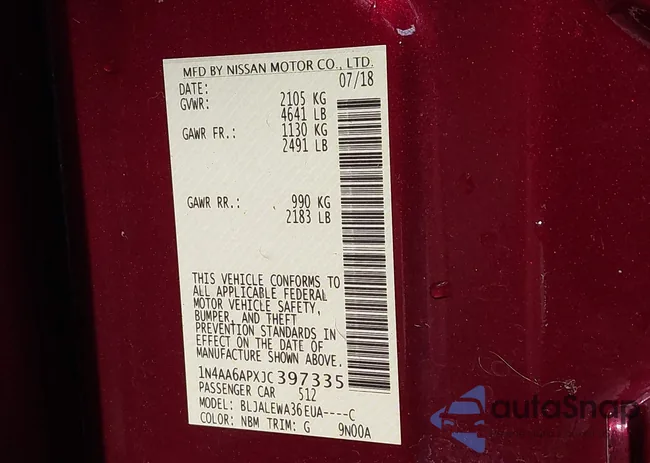 MFD BY NISSAN MOTOR CO., LTD.
DATE: 07/18
GVWR: 2105 KG
4641 LB
GAWR FR.: 1130 KG
2491 LB
GAWR RR.: 990 KG
2183 LB
THIS VEHICLE CONFORMS TO
ALL APPLICABLE FEDERAL
MOTOR VEHICLE SAFETY,
BUMPER, AND THEFT
PREVENTION STANDARDS IN
EFFECT ON THE DATE OF
MANUFACTURE SHOWN ABOVE.
1N4AA6APXJC397335
PASSENGER CAR 512
MODEL: BLJALEWA36EUA----C
COLOR: NBM TRIM: G 9N00A
autoSnap